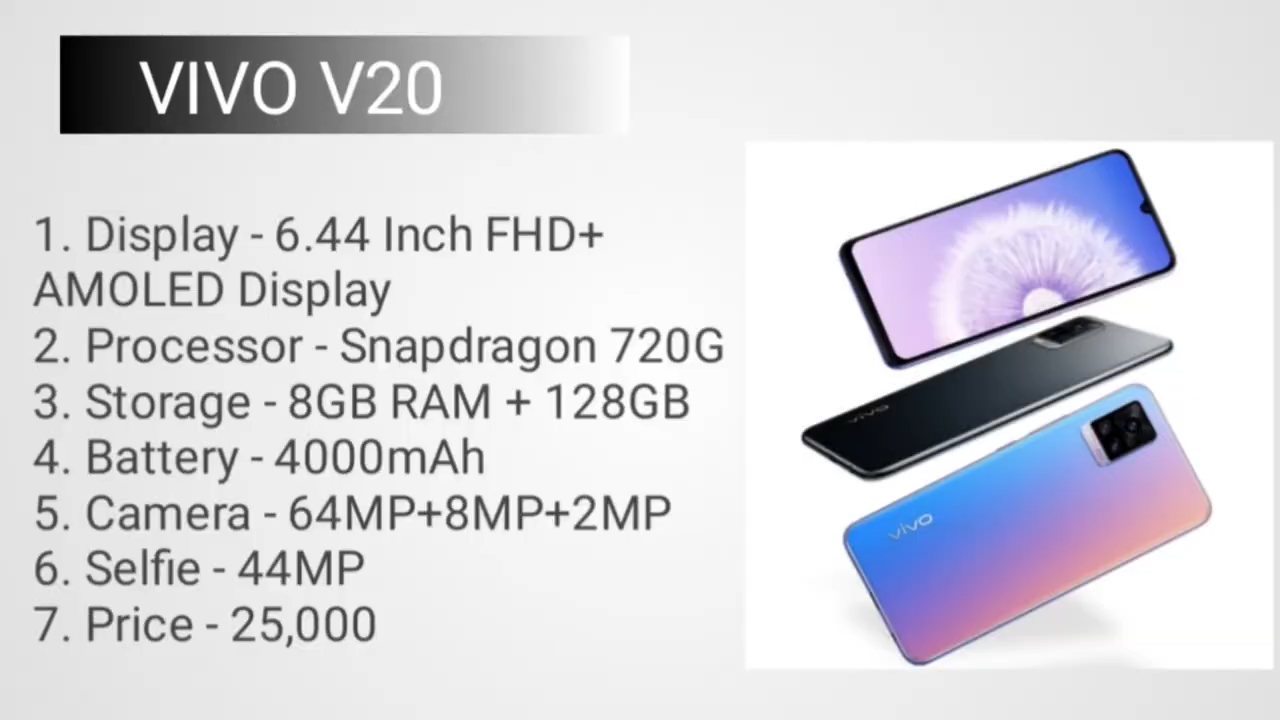 VIVO V20
1. Display - 6.44 Inch FHD+
AMOLED Display
2. Processor - Snapdragon 720G
3. Storage - 8GB RAM + 128GB
4. Battery - 4000mAh
5. Camera - 64MP+8MP+2MP
6. Selfie - 44MP
7. Price - 25,000
vivo
vivo